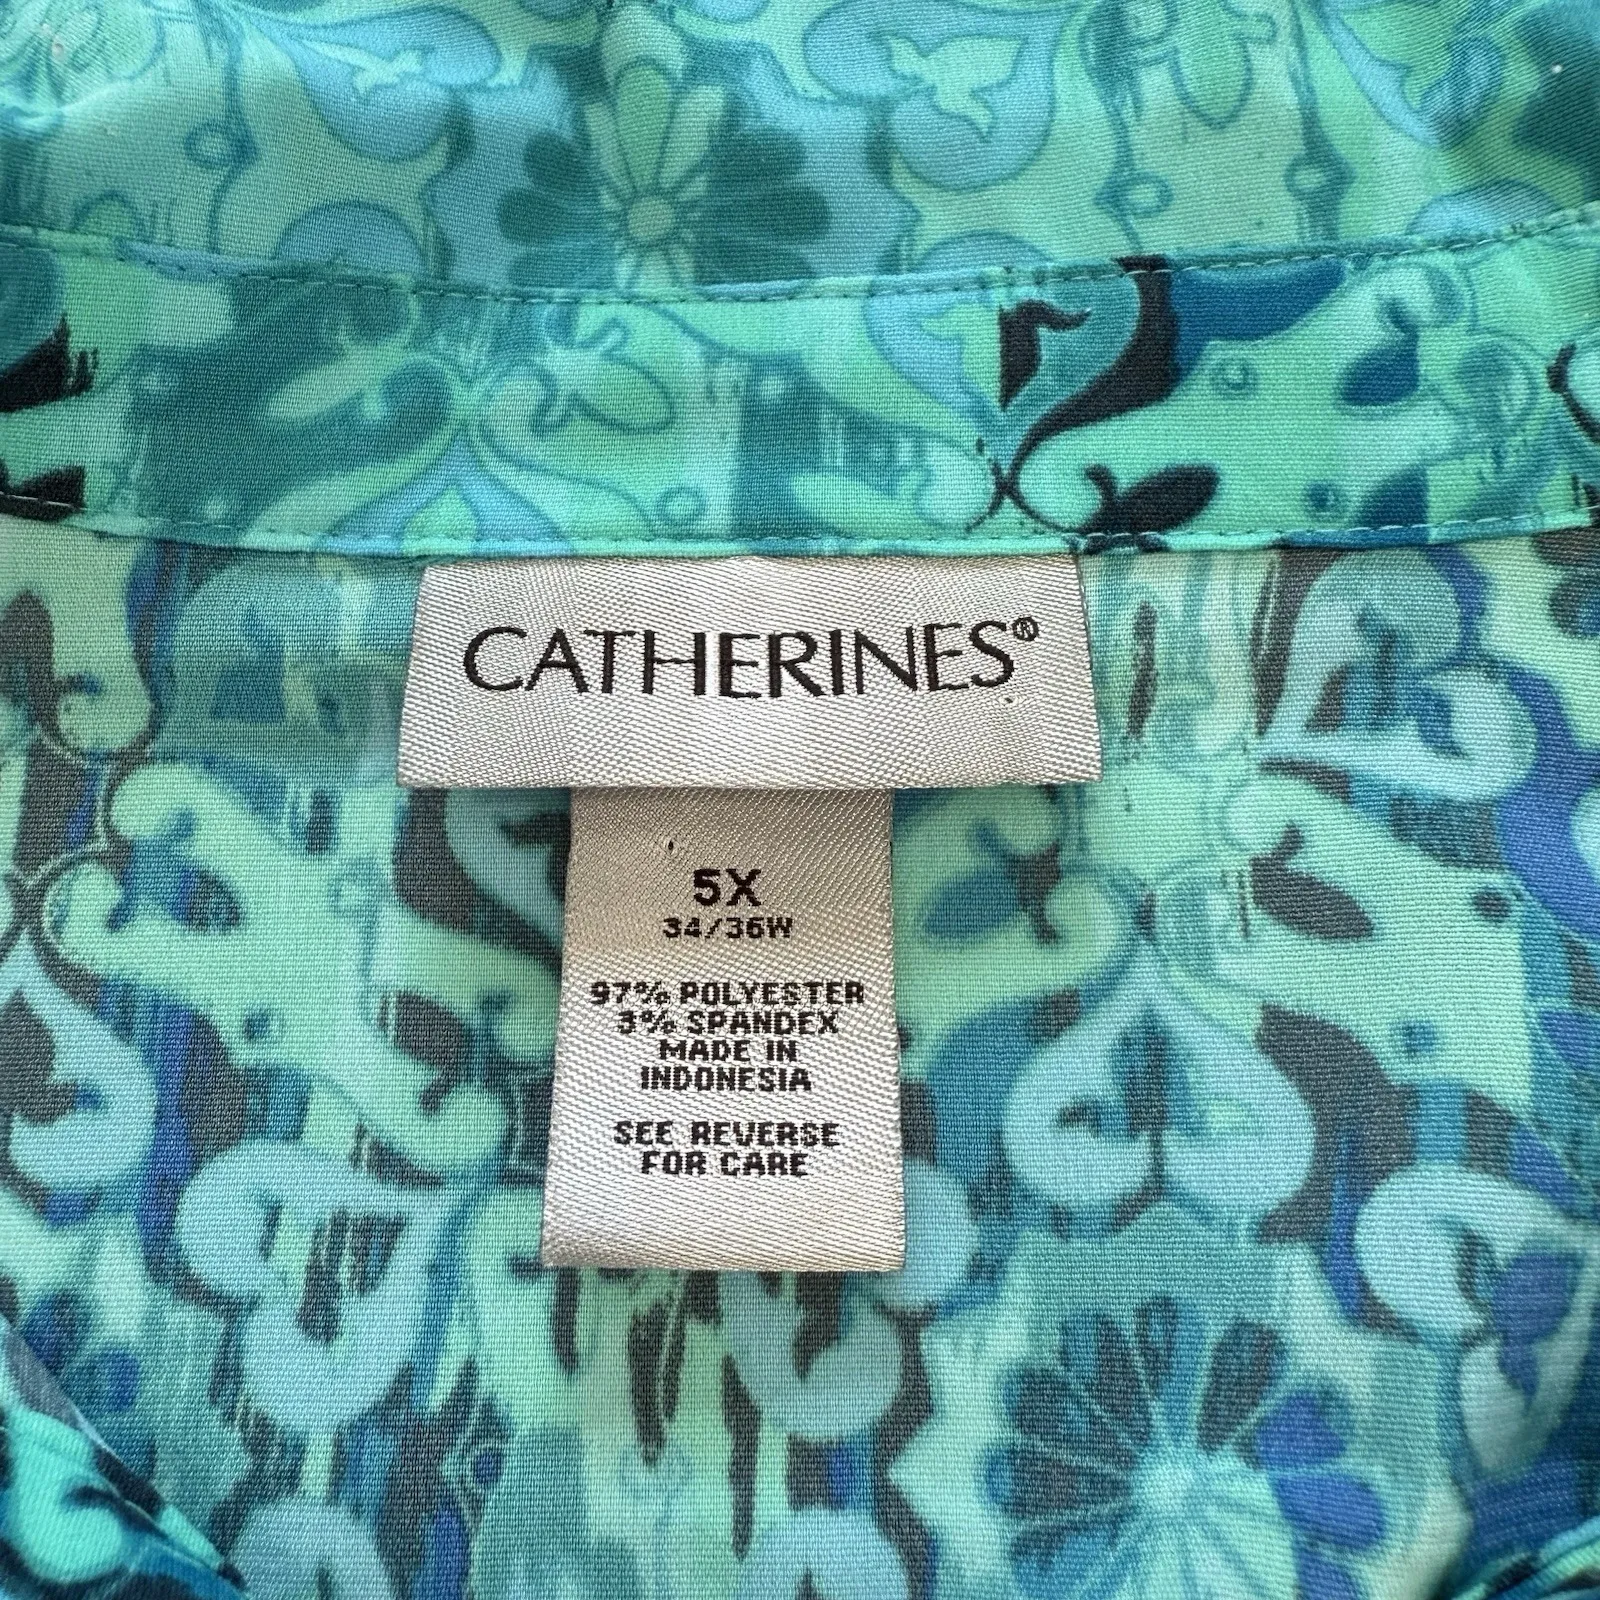 CATHERINES®
5X
34/36W
97% POLYESTER
3% SPANDEX
MADE IN
INDONESIA
SEE REVERSE
FOR CARE